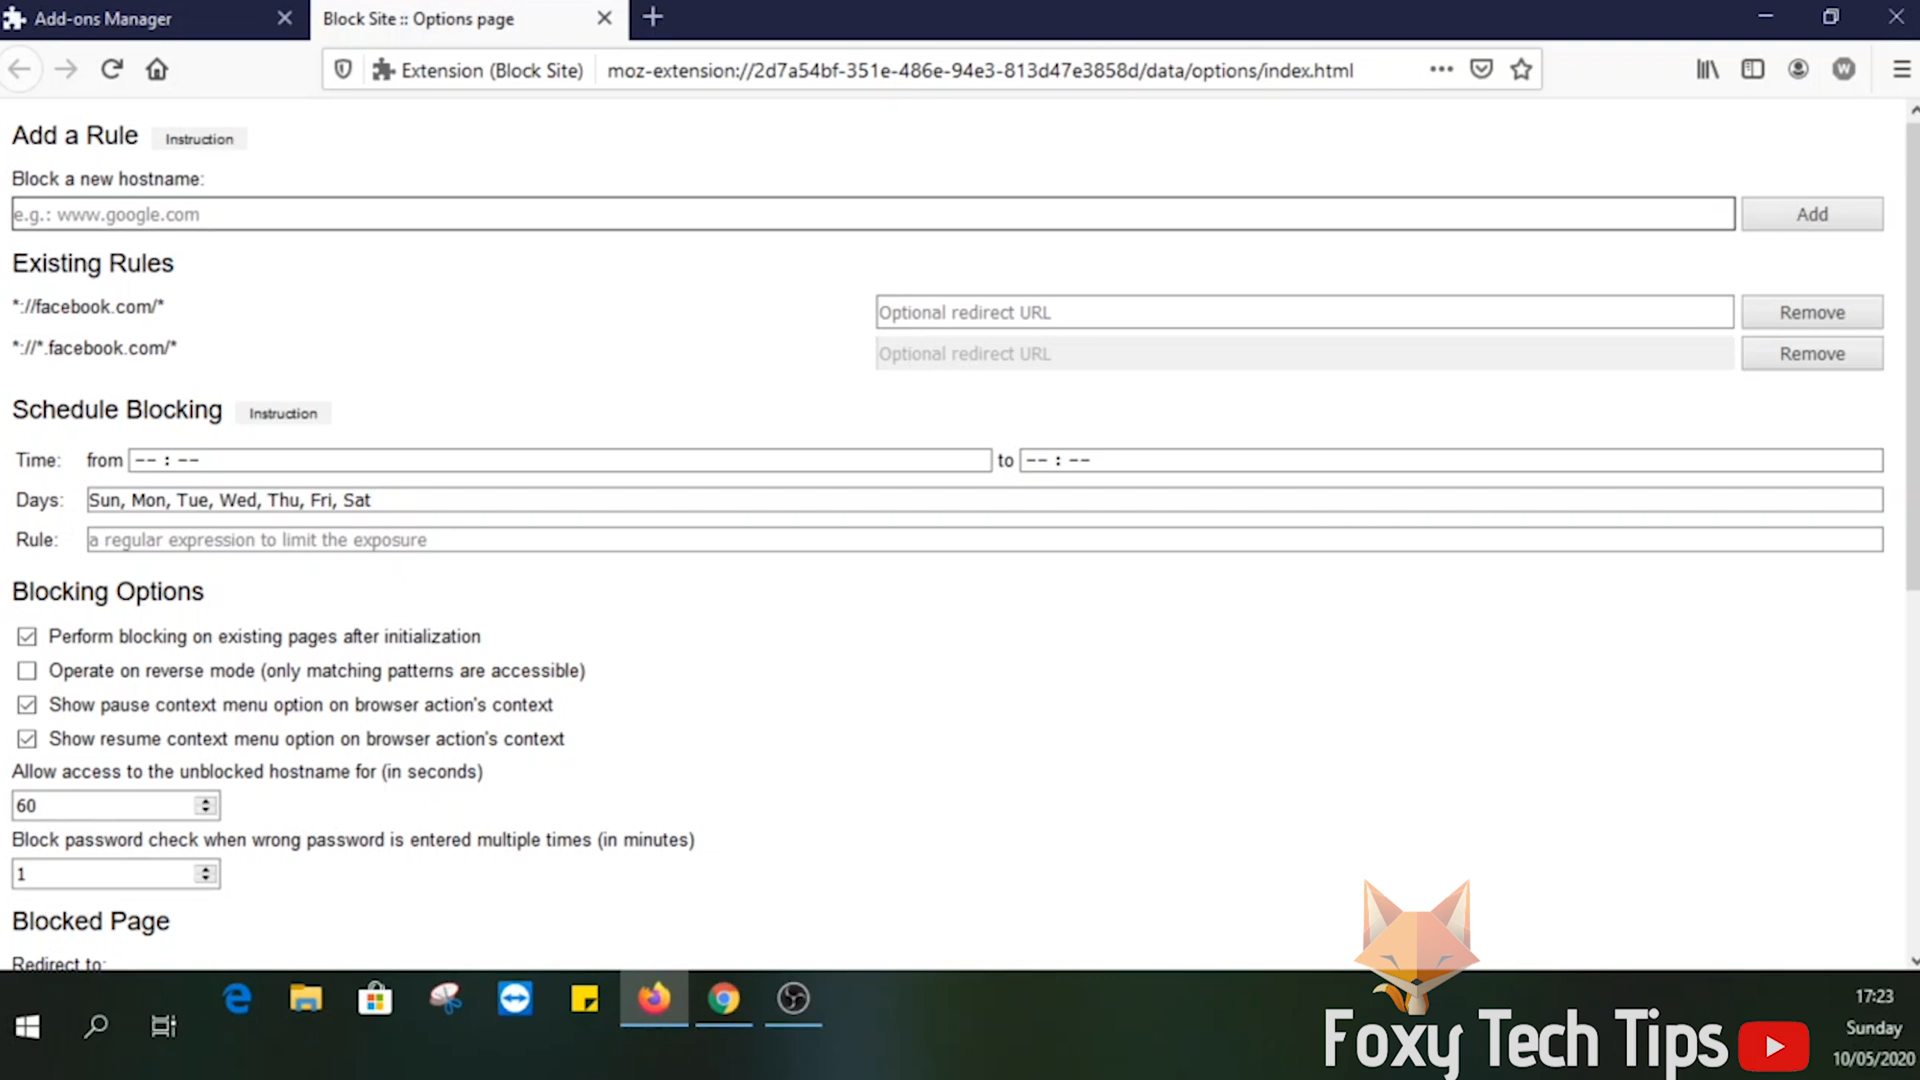 Add-ons Manager
Block Site :: Options page
Extension (Block Site)
moz-extension://2d7a54bf-351e-486e-94e3-813d47e3858d/data/options/index.html
W
Add a Rule
Instruction
Block a new hostname:
e.g.: www.google.com
Add
Existing Rules
*://facebook.com/*
Optional redirect URL
Remove
*://*.facebook.com/*
Optional redirect URL
Remove
Schedule Blocking
Instruction
Time: from -- : -- to -- : --
Days: Sun, Mon, Tue, Wed, Thu, Fri, Sat
Rule: a regular expression to limit the exposure
Blocking Options
Perform blocking on existing pages after initialization
Operate on reverse mode (only matching patterns are accessible)
Show pause context menu option on browser action's context
Show resume context menu option on browser action's context
Allow access to the unblocked hostname for (in seconds)
60
Block password check when wrong password is entered multiple times (in minutes)
1
Blocked Page
Redirect to:
17:23
Sunday
10/05/2020
Foxy Tech Tips